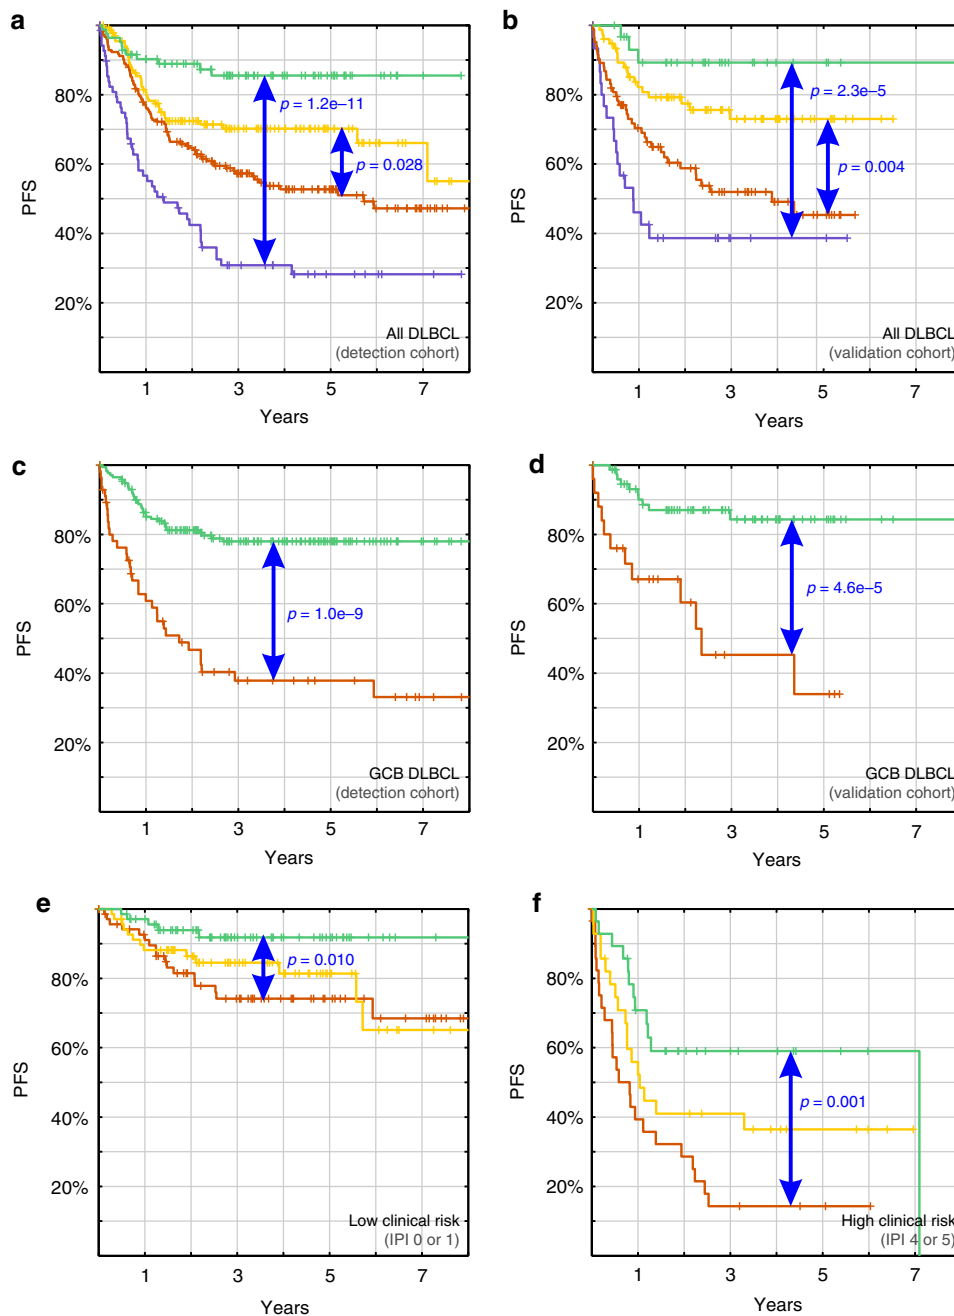 a
80%
60%
40%
20%
PFS
p = 1.2e–11
p = 0.028
All DLBCL
(detection cohort)
1 3 5 7
Years
b
80%
60%
40%
20%
PFS
p = 2.3e–5
p = 0.004
All DLBCL
(validation cohort)
1 3 5 7
Years
c
80%
60%
40%
20%
PFS
p = 1.0e–9
GCB DLBCL
(detection cohort)
1 3 5 7
Years
d
80%
60%
40%
20%
PFS
p = 4.6e–5
GCB DLBCL
(validation cohort)
1 3 5 7
Years
e
80%
60%
40%
20%
PFS
p = 0.010
Low clinical risk
(IPI 0 or 1)
1 3 5 7
Years
f
80%
60%
40%
20%
PFS
p = 0.001
High clinical risk
(IPI 4 or 5)
1 3 5 7
Years